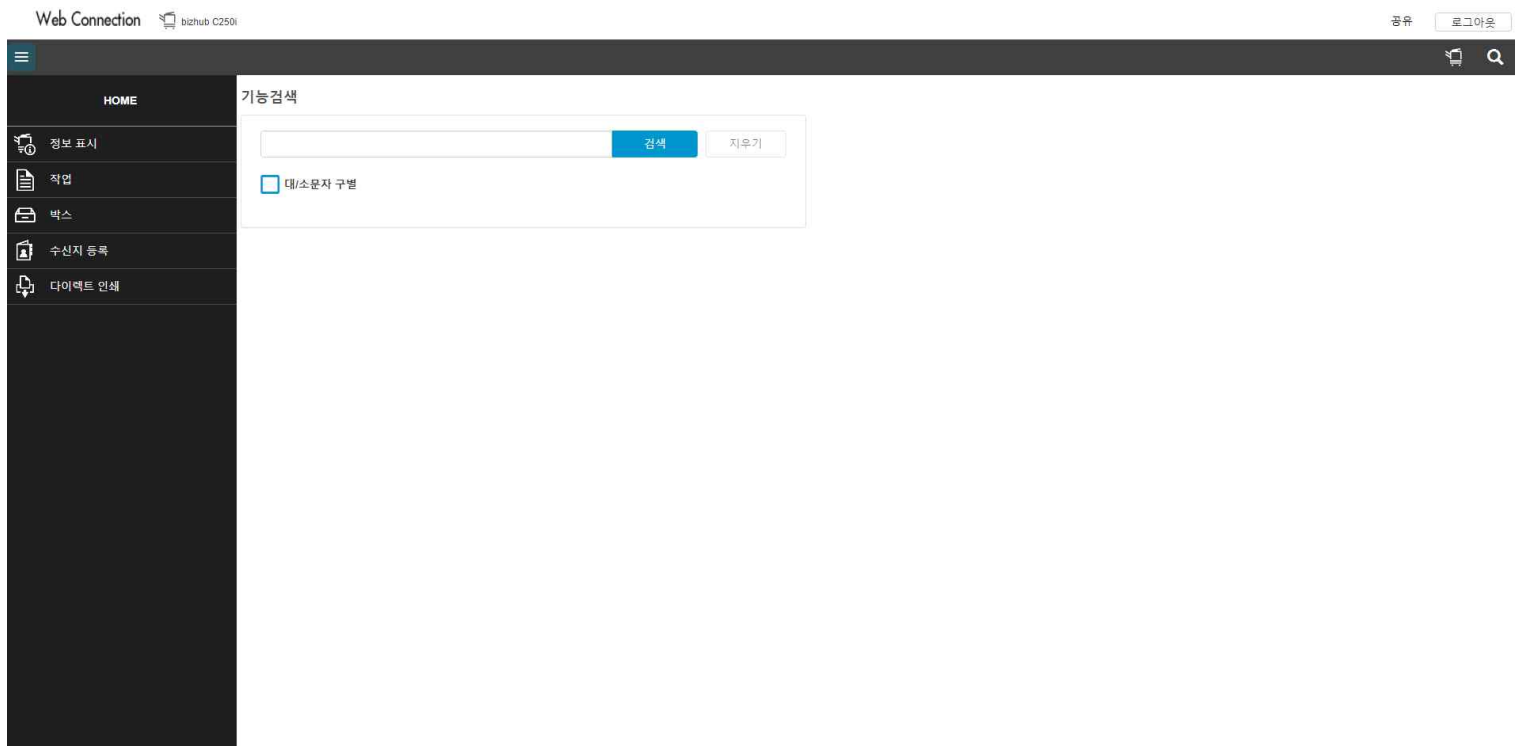 Web Connection bizhub C250i 공유 로그아웃
HOME
기능검색
정보 표시
검색 지우기
작업
대/소문자 구별
박스
수신지 등록
다이렉트 인쇄